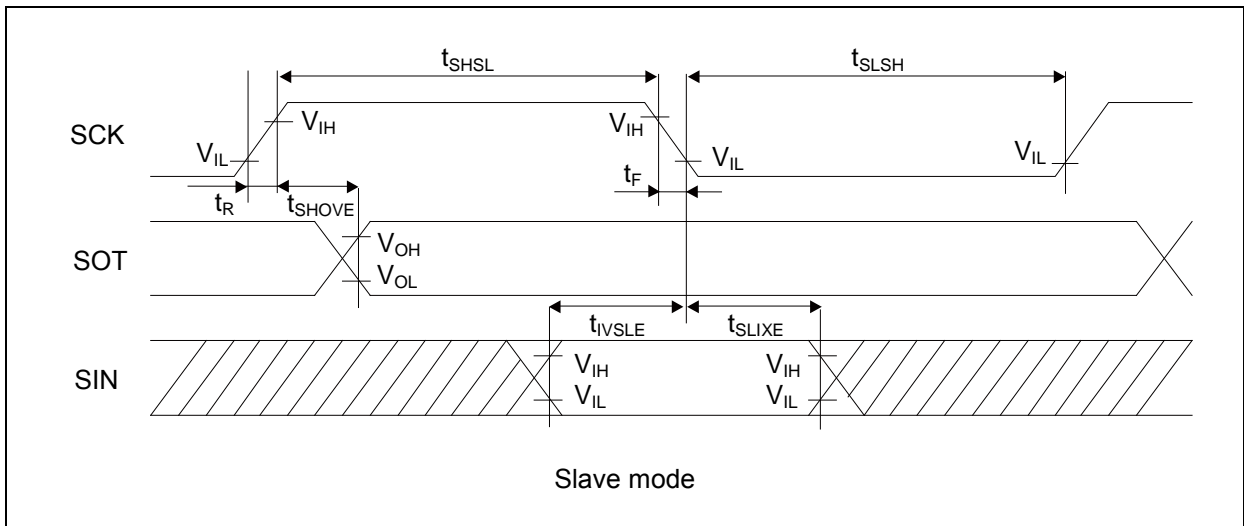 tSHSL
tSLSH
SCK
VIH
VIH
VIL
VIL
VIL
tR
tSHOVE
tF
SOT
VOH
VOL
tIVSLE
tSLIXE
SIN
VIH
VIH
VIL
VIL
Slave mode